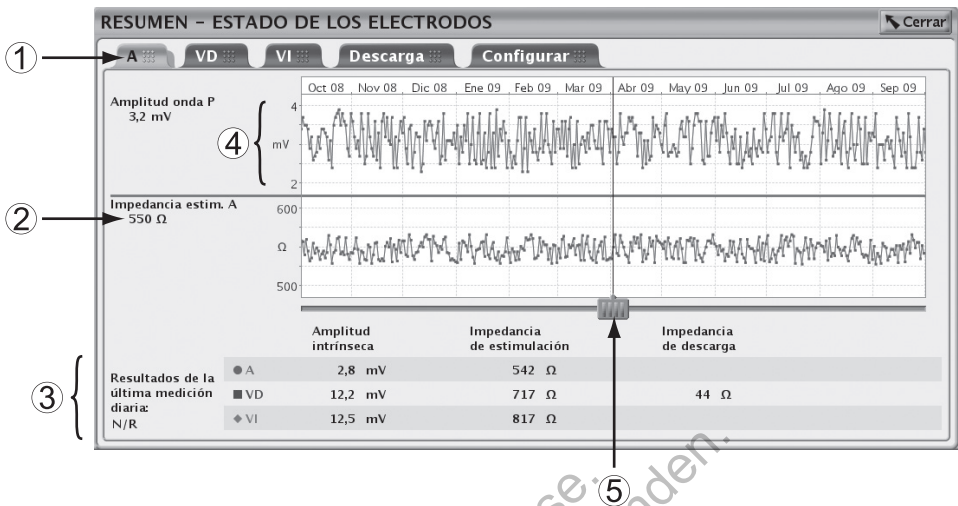 RESUMEN – ESTADO DE LOS ELECTRODOS
Cerrar
1
A VD VI Descarga Configurar
Oct 08 Nov 08 Dic 08 Ene 09 Feb 09 Mar 09 Abr 09 May 09 Jun 09 Jul 09 Ago 09 Sep 09
Amplitud onda P
3,2 mV
4
4
mV
2
Impedancia estim. A
2
550 Ω
600
Ω
500
Amplitud intrínseca
Impedancia de estimulación
Impedancia de descarga
3
Resultados de la última medición diaria:
N/R
A 2,8 mV 542 Ω
VD 12,2 mV 717 Ω 44 Ω
VI 12,5 mV 817 Ω
5
se.
nden.